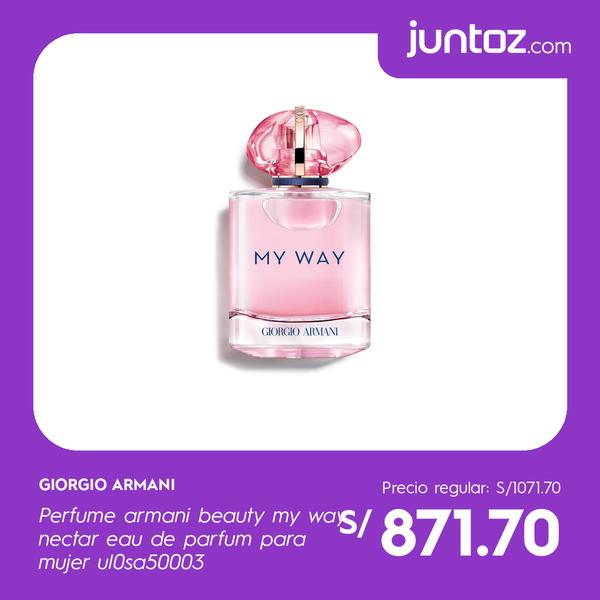 juntoz.com
MY WAY
GIORGIO ARMANI
GIORGIO ARMANI
Perfume armani beauty my way
nectar eau de parfum para
mujer ul0sa50003
Precio regular: S/1071.70
S/ 871.70